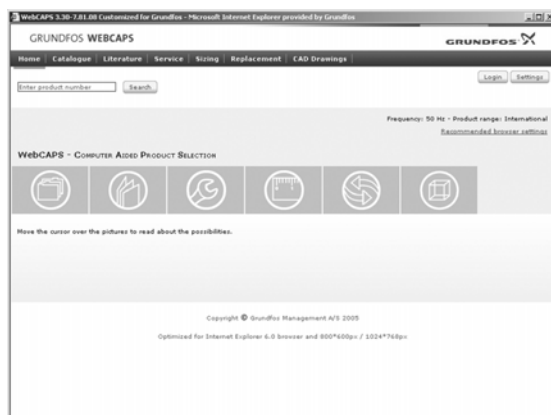 WebCAPS 3.30-7.01.08 Customized for Grundfos - Microsoft Internet Explorer provided by Grundfos
GRUNDFOS WEBCAPS
GRUNDFOS
Home | Catalogue | Literature | Service | Sizing | Replacement | CAD Drawings
Login Settings
Enter product number Search
Frequency: 50 Hz - Product range: International
Recommended browser settings
WebCAPS - Computer Aided Product Selection
Move the cursor over the pictures to read about the possibilities.
Copyright © Grundfos Management A/S 2005
Optimized for Internet Explorer 6.0 browser and 800*600px / 1024*768px